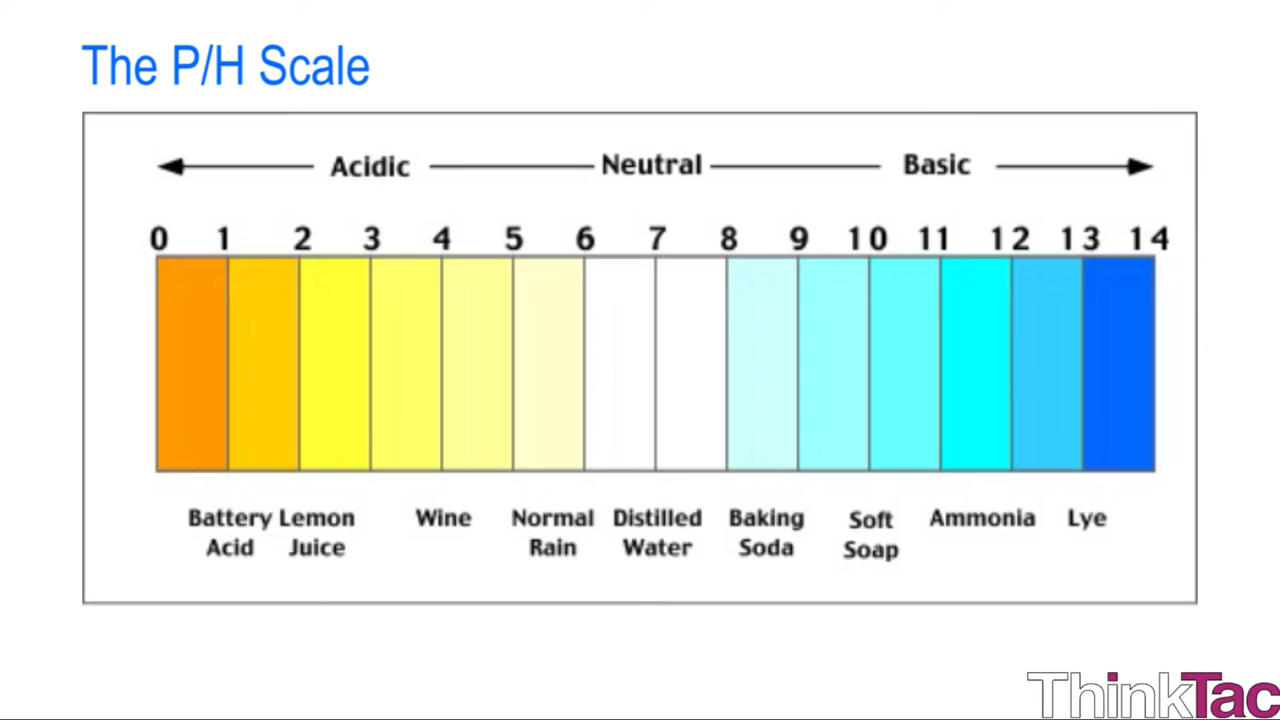 The P/H Scale
Acidic Neutral Basic
0 1 2 3 4 5 6 7 8 9 10 11 12 13 14
Battery Lemon Wine Normal Distilled Baking Soft Ammonia Lye
Acid Juice Rain Water Soda Soap
ThinkTac